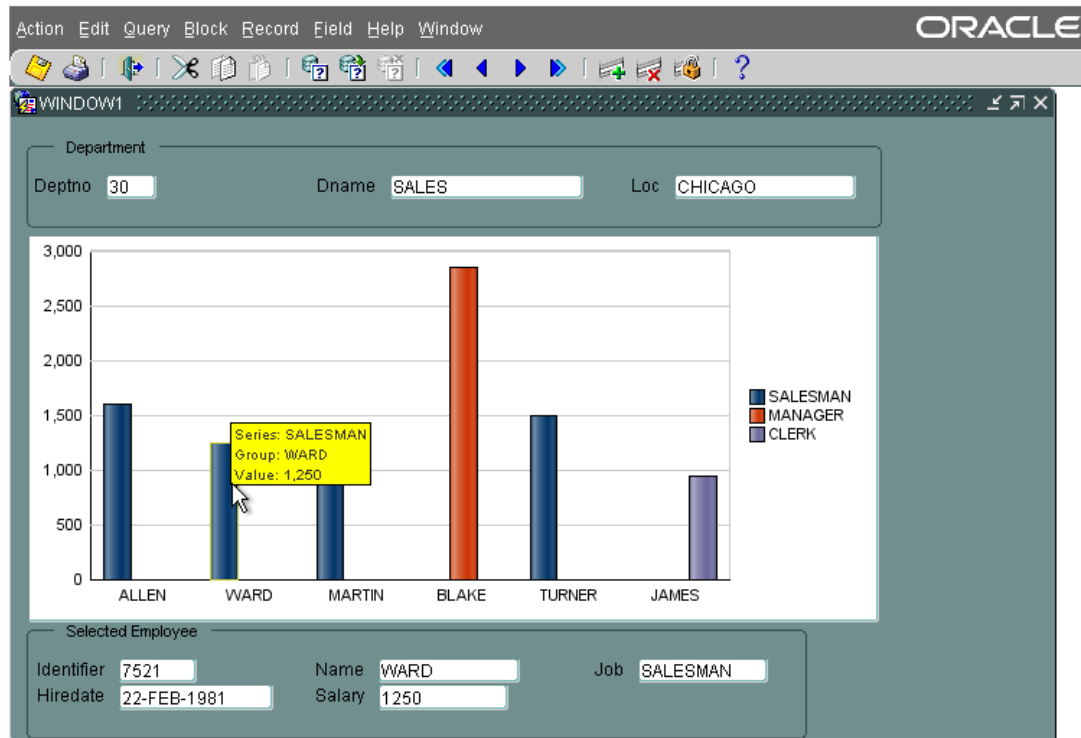 Action Edit Query Block Record Field Help Window
ORACLE
WINDOW1
Department
Deptno 30 Dname SALES Loc CHICAGO
3,000
2,500
2,000
1,500
1,000
500
0
Series: SALESMAN
Group: WARD
Value: 1,250
SALESMAN
MANAGER
CLERK
ALLEN WARD MARTIN BLAKE TURNER JAMES
Selected Employee
Identifier 7521 Name WARD Job SALESMAN
Hiredate 22-FEB-1981 Salary 1250